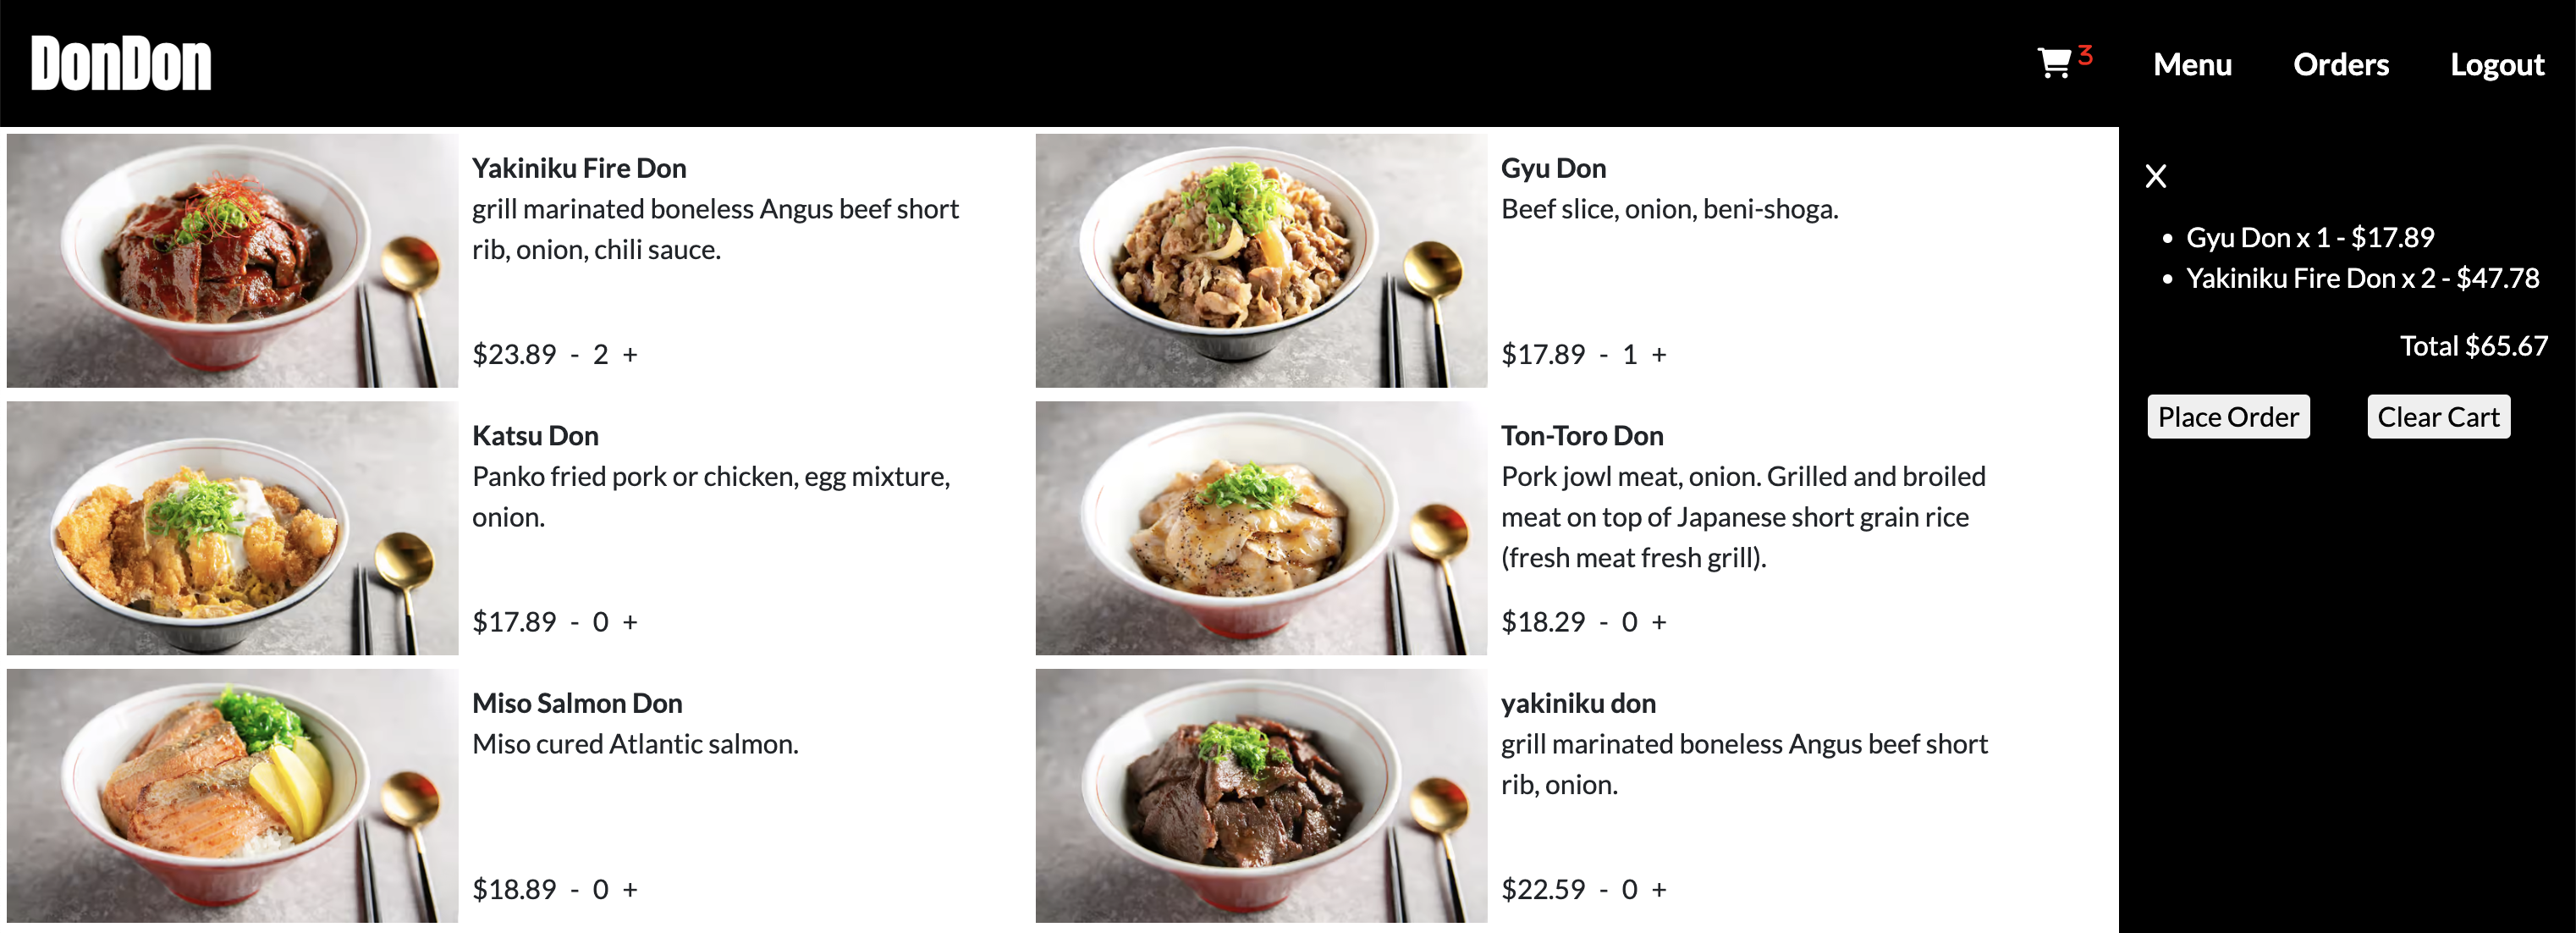 DonDon
3
Menu
Orders
Logout
Yakiniku Fire Don
grill marinated boneless Angus beef short
rib, onion, chili sauce.
$23.89 - 2 +
Gyu Don
Beef slice, onion, beni-shoga.
$17.89 - 1 +
Katsu Don
Panko fried pork or chicken, egg mixture,
onion.
$17.89 - 0 +
Ton-Toro Don
Pork jowl meat, onion. Grilled and broiled
meat on top of Japanese short grain rice
(fresh meat fresh grill).
$18.29 - 0 +
Miso Salmon Don
Miso cured Atlantic salmon.
$18.89 - 0 +
yakiniku don
grill marinated boneless Angus beef short
rib, onion.
$22.59 - 0 +
X
• Gyu Don x 1 - $17.89
• Yakiniku Fire Don x 2 - $47.78
Total $65.67
Place Order
Clear Cart